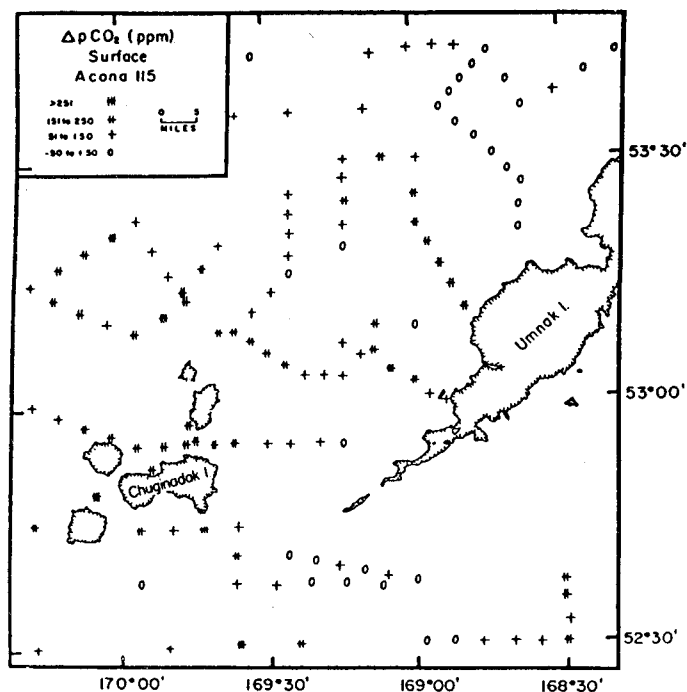 ΔpCO₂ (ppm)
Surface
Acona 115
>251 ⋕
151 to 250 ⧺
51 to 150 +
-50 to +50 o
0 5
MILES
53°30'
Umnak I.
53°00'
Chuginadak I.
52°30'
170°00' 169°30' 169°00' 168°30'